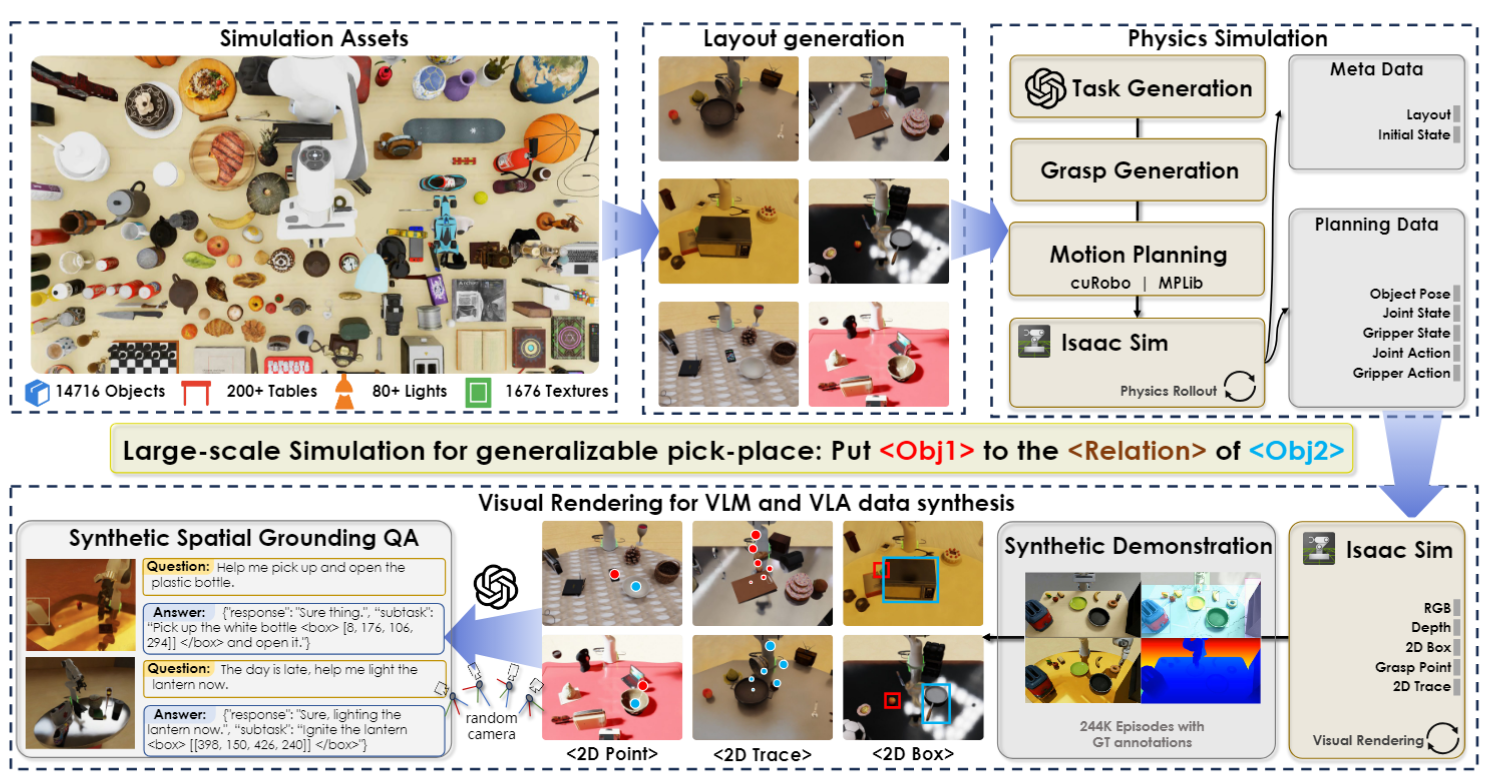 Simulation Assets
14716 Objects
200+ Tables
80+ Lights
1676 Textures
Layout generation
Physics Simulation
Task Generation
Grasp Generation
Motion Planning
cuRobo | MPLib
Isaac Sim
Physics Rollout
Meta Data
Layout
Initial State
Planning Data
Object Pose
Joint State
Gripper State
Joint Action
Gripper Action
Large-scale Simulation for generalizable pick-place: Put <Obj1> to the <Relation> of <Obj2>
Visual Rendering for VLM and VLA data synthesis
Synthetic Spatial Grounding QA
Question: Help me pick up and open the
plastic bottle.
Answer: {"response": "Sure thing.", "subtask":
"Pick up the white bottle <box> [8, 176, 106,
294]] </box> and open it."}
Question: The day is late, help me light the
lantern now.
Answer: {"response": "Sure, lighting the
lantern now.", "subtask": "Ignite the lantern
<box> [[398, 150, 426, 240]] </box>"}
random
camera
<2D Point>
<2D Trace>
<2D Box>
Synthetic Demonstration
244K Episodes with
GT annotations
Isaac Sim
RGB
Depth
2D Box
Grasp Point
2D Trace
Visual Rendering